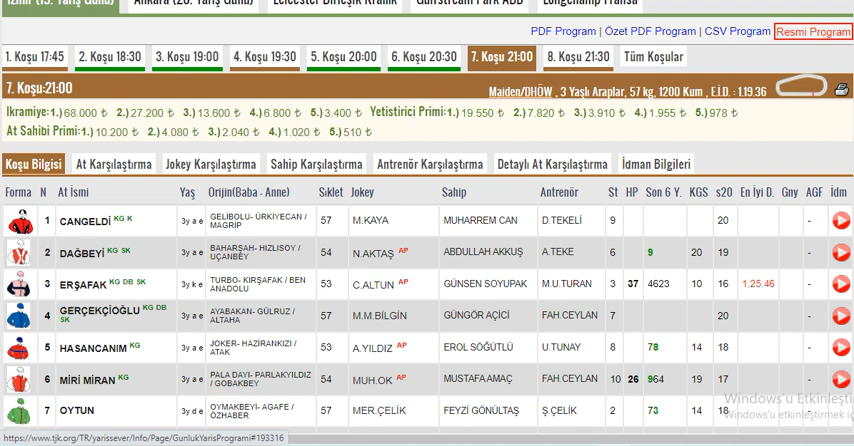 İzmir (15. Yarış Günü) Ankara (26. Yarış Günü) Leicester Birleşik Krallık Gulfstream Park ABD Longchamp Fransa
PDF Program | Özet PDF Program | CSV Program | Resmi Program
1. Koşu 17:45 2. Koşu 18:30 3. Koşu 19:00 4. Koşu 19:30 5. Koşu 20:00 6. Koşu 20:30 7. Koşu 21:00 8. Koşu 21:30 Tüm Koşular
7. Koşu:21:00 Maiden/DHÖW , 3 Yaşlı Araplar, 57 kg, 1200 Kum , E.İ.D. : 1.19.36
Ikramiye:1.) 68.000 ₺ 2.) 27.200 ₺ 3.) 13.600 ₺ 4.) 6.800 ₺ 5.) 3.400 ₺ Yetistirici Primi:1.) 19.550 ₺ 2.) 7.820 ₺ 3.) 3.910 ₺ 4.) 1.955 ₺ 5.) 978 ₺
At Sahibi Primi:1.) 10.200 ₺ 2.) 4.080 ₺ 3.) 2.040 ₺ 4.) 1.020 ₺ 5.) 510 ₺
Koşu Bilgisi At Karşılaştırma Jokey Karşılaştırma Sahip Karşılaştırma Antrenör Karşılaştırma Detaylı At Karşılaştırma İdman Bilgileri
Forma N At İsmi Yaş Orijin(Baba - Anne) Sıklet Jokey Sahip Antrenör St HP Son 6 Y. KGS s20 En İyi D. Gny AGF İdm
1 CANGELDİ KG K 3y a e GELİBOLU- ÜRKİYECAN / MAGRİP 57 M.KAYA MUHARREM CAN D.TEKELİ 9 20 -
2 DAĞBEYİ KG SK 3y a e BAHARŞAH- HIZLISOY / UÇANBEY 54 N.AKTAŞ AP ABDULLAH AKKUŞ A.TEKE 6 9 20 19 -
3 ERŞAFAK KG DB SK 3y k e TURBO- KIRŞAFAK / BEN ANADOLU 53 C.ALTUN AP GÜNSEN SOYUPAK M.U.TURAN 3 37 4623 10 16 1.25.46 -
4 GERÇEKÇİOĞLU KG DB SK 3y a e AYABAKAN- GÜLRUZ / ALTAHA 57 M.M.BİLGİN GÜNGÖR AÇİCİ FAH.CEYLAN 7 20 -
5 HASANCANIM KG 3y a e JOKER- HAZİRANKIZI / ATAK 53 A.YILDIZ AP EROL SÖĞÜTLÜ U.TUNAY 8 78 14 18 -
6 MİRİ MİRAN KG 3y a e PALA DAYI- PARLAKYILDIZ / GOBAKBEY 54 MUH.OK AP MUSTAFA AMAÇ FAH.CEYLAN 10 26 964 19 17 -
7 OYTUN 3y d e OYMAKBEYİ- AGAFE / ÖZHABER 57 MER.ÇELİK FEYZİ GÖNÜLTAŞ Ş.ÇELİK 2 73 14 18 -
Windows'u Etkinleşti
Windows'u etkinleştirmek iç
https://www.tjk.org/TR/yarissever/Info/Page/GunlukYarisProgrami#193316